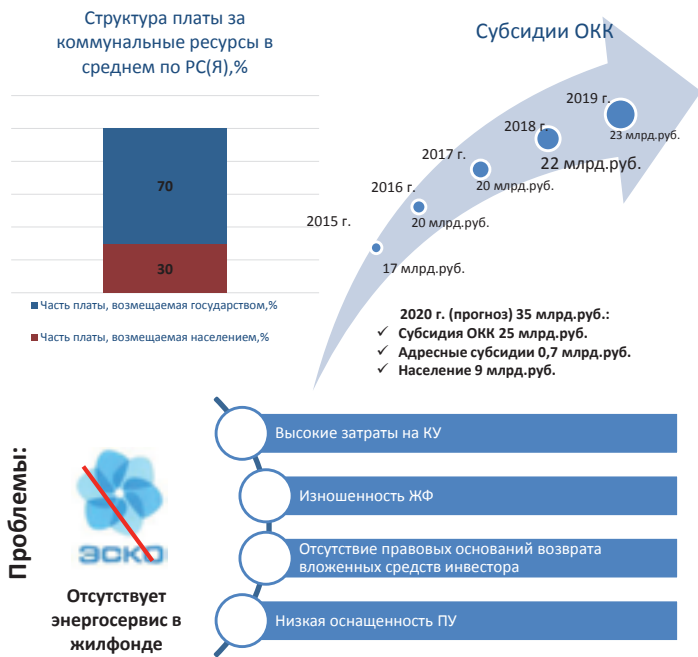 Структура платы за
коммунальные ресурсы в
среднем по РС(Я),%
70
30
Часть платы, возмещаемая государством,%
Часть платы, возмещаемая населением,%
Субсидии ОКК
2015 г.
17 млрд.руб.
2016 г.
20 млрд.руб.
2017 г.
20 млрд.руб.
2018 г.
22 млрд.руб.
2019 г.
23 млрд.руб.
2020 г. (прогноз) 35 млрд.руб.:
✓ Субсидия ОКК 25 млрд.руб.
✓ Адресные субсидии 0,7 млрд.руб.
✓ Население 9 млрд.руб.
Проблемы:
ЭСКО
Отсутствует
энергосервис в
жилфонде
Высокие затраты на КУ
Изношенность ЖФ
Отсутствие правовых оснований возврата
вложенных средств инвестора
Низкая оснащенность ПУ